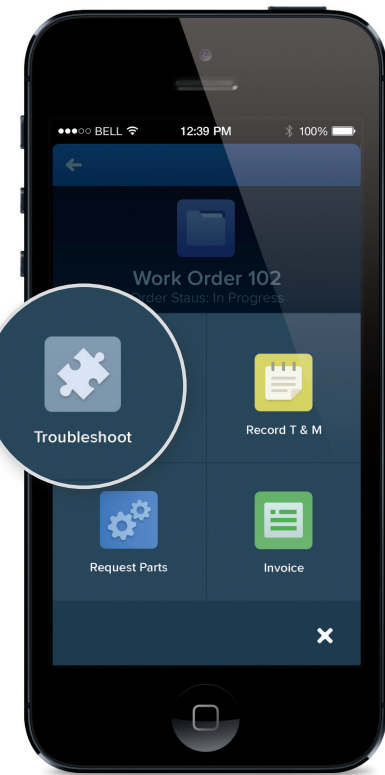 BELL 12:39 PM 100%
Work Order 102
Order Staus: In Progress
Troubleshoot
Record T & M
Request Parts
Invoice